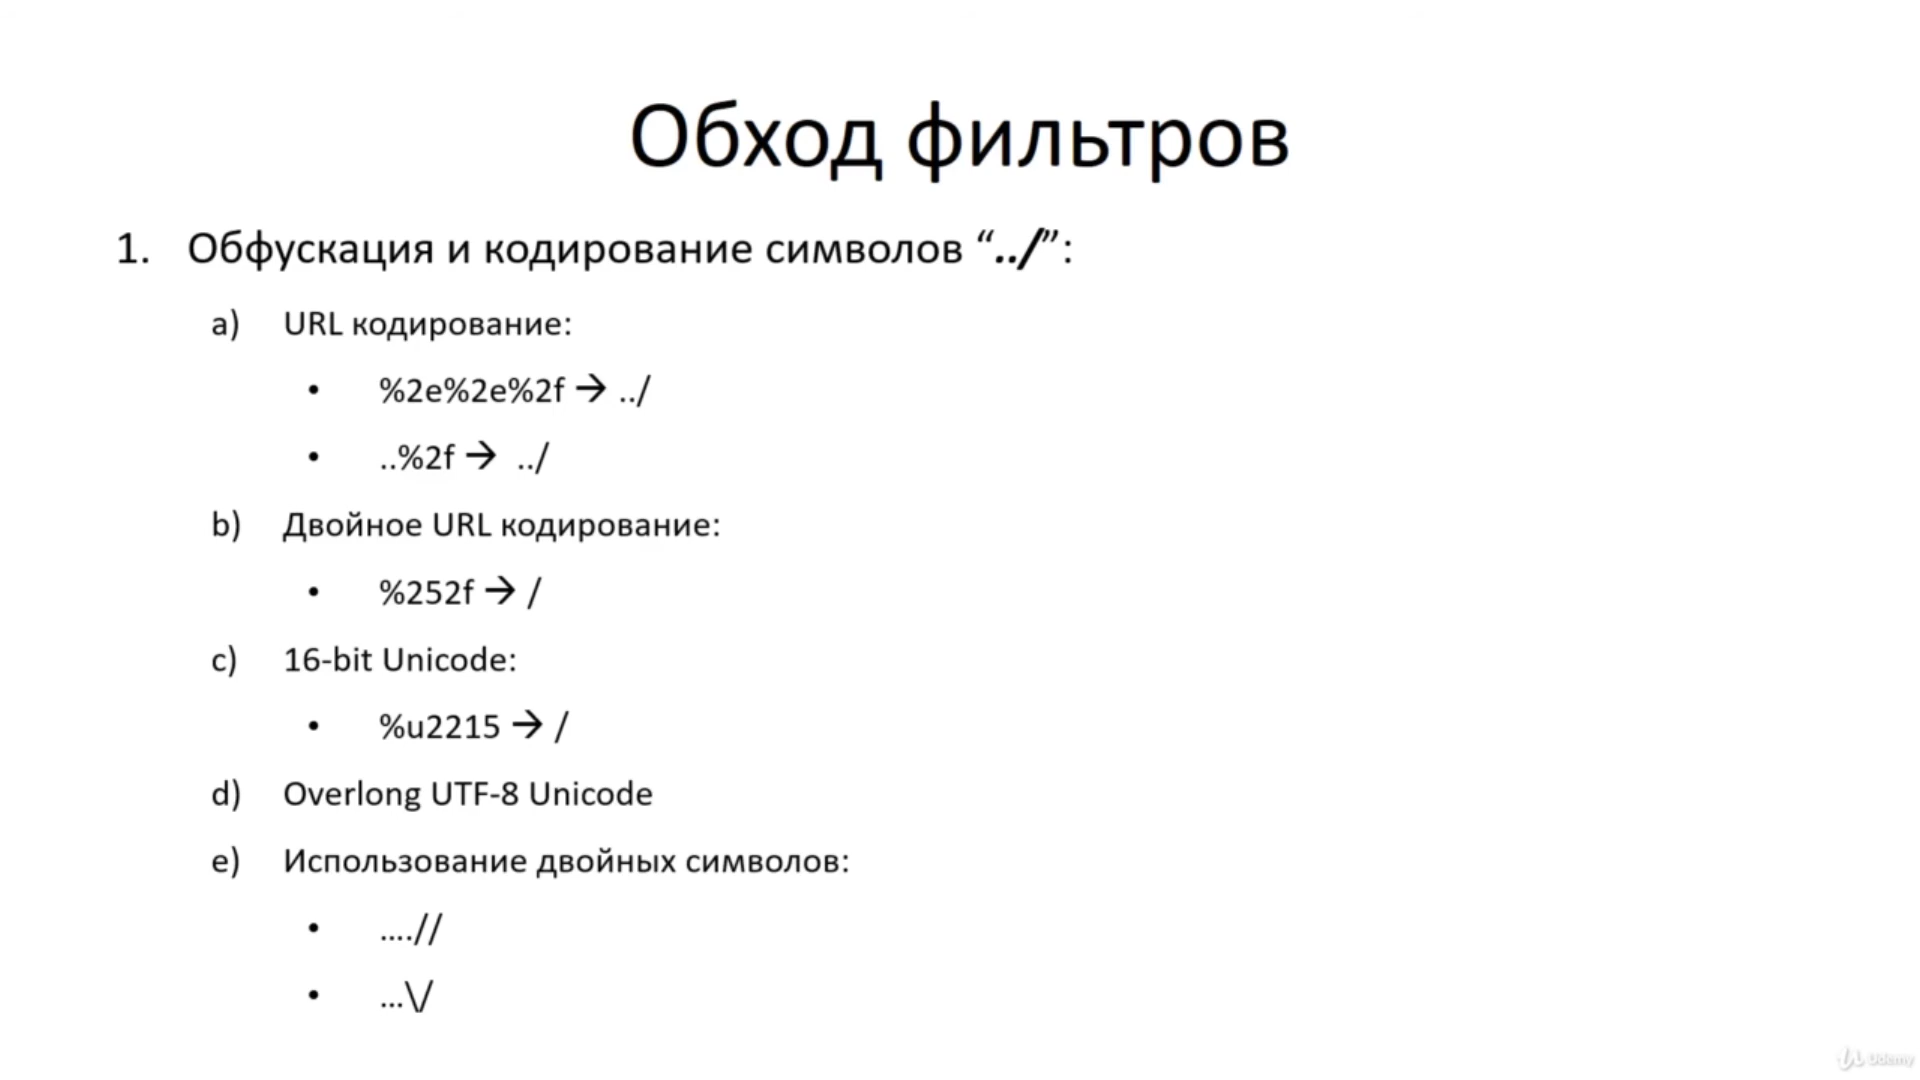 Обход фильтров
1. Обфускация и кодирование символов “../”:
a) URL кодирование:
• %2e%2e%2f → ../
• ..%2f → ../
b) Двойное URL кодирование:
• %252f → /
c) 16-bit Unicode:
• %u2215 → /
d) Overlong UTF-8 Unicode
e) Использование двойных символов:
• ....//
• ...\/
Udemy